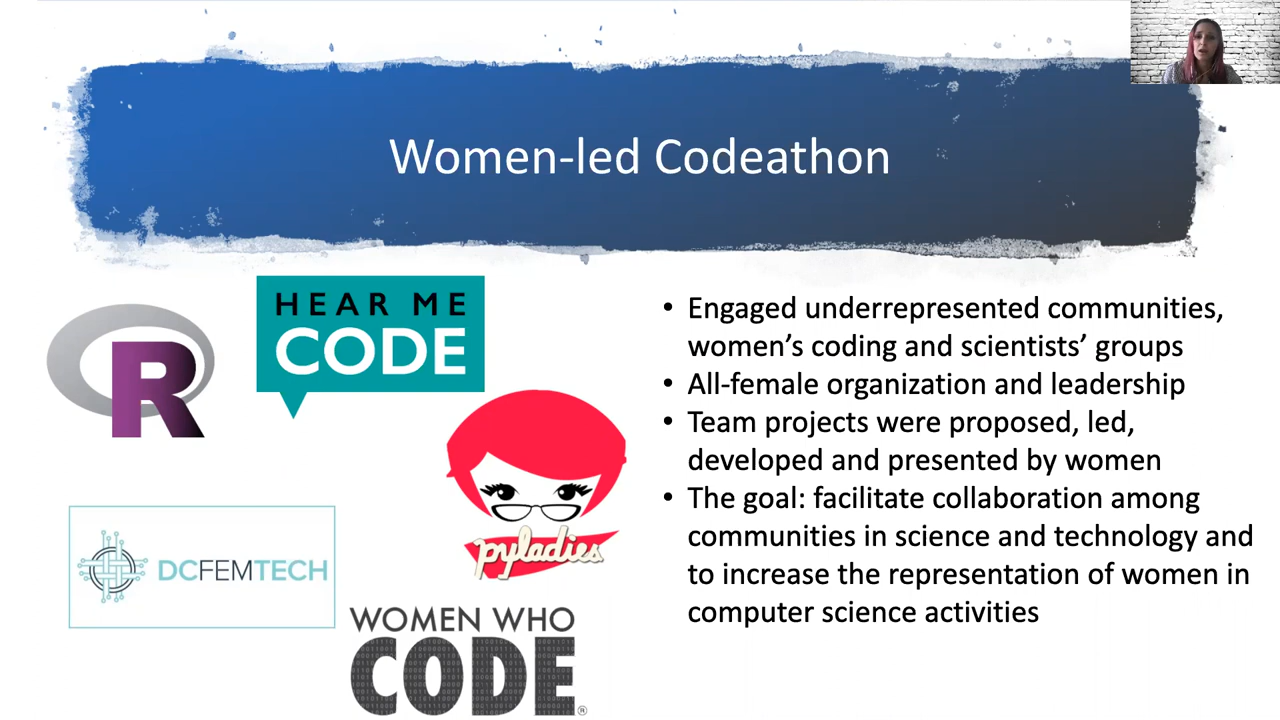 Women-led Codeathon
R
HEAR ME
CODE
pyladies
DCFEMTECH
WOMEN WHO
CODE®
• Engaged underrepresented communities,
women’s coding and scientists’ groups
• All-female organization and leadership
• Team projects were proposed, led,
developed and presented by women
• The goal: facilitate collaboration among
communities in science and technology and
to increase the representation of women in
computer science activities